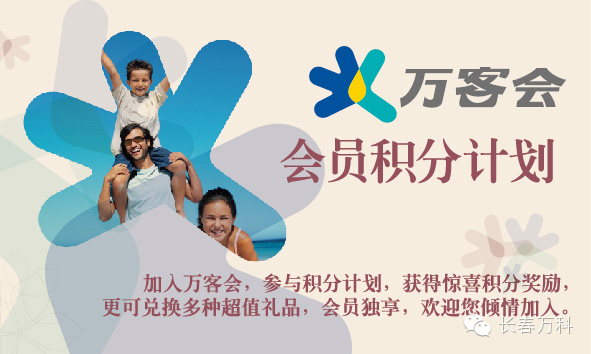 万客会
会员积分计划
加入万客会，参与积分计划，获得惊喜积分奖励，
更可兑换多种超值礼品，会员独享，欢迎您倾情加入。
长春万科